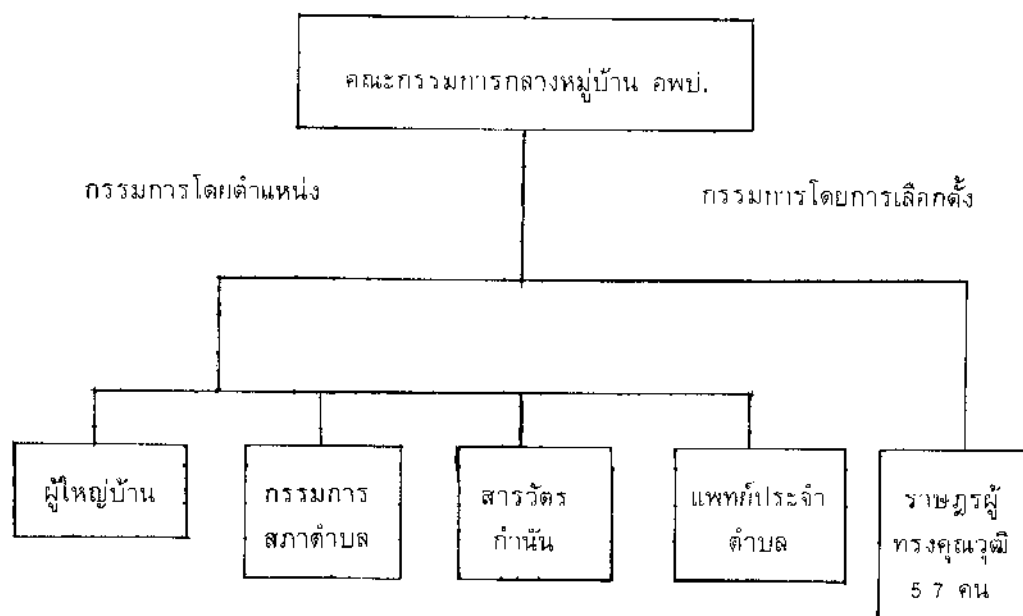 คณะกรรมการกลางหมู่บ้าน อพป.
กรรมการโดยตำแหน่ง
กรรมการโดยการเลือกตั้ง
ผู้ใหญ่บ้าน
กรรมการ
สภาตำบล
สารวัตร
กำนัน
แพทย์ประจำ
ตำบล
ราษฎรผู้
ทรงคุณวุฒิ
5 7 คน